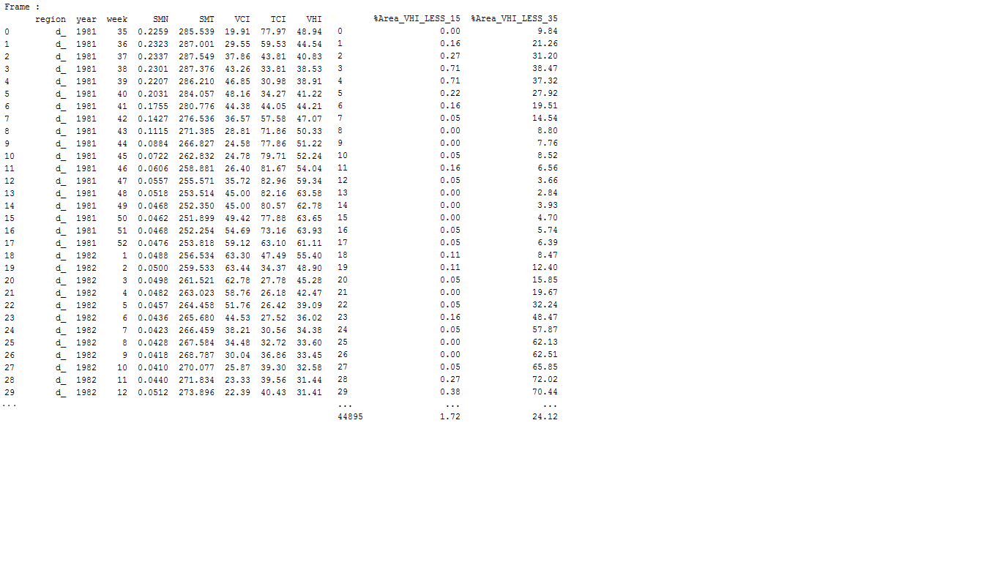 Frame :
region year week SMN SMT VCI TCI VHI %Area_VHI_LESS_15 %Area_VHI_LESS_35
0 d_ 1981 35 0.2259 285.539 19.91 77.97 48.94 0 0.00 9.84
1 d_ 1981 36 0.2323 287.001 29.55 59.53 44.54 1 0.16 21.26
2 d_ 1981 37 0.2337 287.549 37.86 43.81 40.83 2 0.27 31.20
3 d_ 1981 38 0.2301 287.376 43.26 33.81 38.53 3 0.71 38.47
4 d_ 1981 39 0.2207 286.210 46.85 30.98 38.91 4 0.71 37.32
5 d_ 1981 40 0.2031 284.057 48.16 34.27 41.22 5 0.22 27.92
6 d_ 1981 41 0.1755 280.776 44.38 44.05 44.21 6 0.16 19.51
7 d_ 1981 42 0.1427 276.536 36.57 57.58 47.07 7 0.05 14.54
8 d_ 1981 43 0.1115 271.385 28.81 71.86 50.33 8 0.00 8.80
9 d_ 1981 44 0.0884 266.827 24.58 77.86 51.22 9 0.00 7.76
10 d_ 1981 45 0.0722 262.832 24.78 79.71 52.24 10 0.05 8.52
11 d_ 1981 46 0.0606 258.881 26.40 81.67 54.04 11 0.16 6.56
12 d_ 1981 47 0.0557 255.571 35.72 82.96 59.34 12 0.05 3.66
13 d_ 1981 48 0.0518 253.514 45.00 82.16 63.58 13 0.00 2.84
14 d_ 1981 49 0.0468 252.350 45.00 80.57 62.78 14 0.00 3.93
15 d_ 1981 50 0.0462 251.899 49.42 77.88 63.65 15 0.00 4.70
16 d_ 1981 51 0.0468 252.254 54.69 73.16 63.93 16 0.05 5.74
17 d_ 1981 52 0.0476 253.818 59.12 63.10 61.11 17 0.05 6.39
18 d_ 1982 1 0.0488 256.534 63.30 47.49 55.40 18 0.11 8.47
19 d_ 1982 2 0.0500 259.533 63.44 34.37 48.90 19 0.11 12.40
20 d_ 1982 3 0.0498 261.521 62.78 27.78 45.28 20 0.05 15.85
21 d_ 1982 4 0.0482 263.023 58.76 26.18 42.47 21 0.00 19.67
22 d_ 1982 5 0.0457 264.458 51.76 26.42 39.09 22 0.05 32.24
23 d_ 1982 6 0.0436 265.680 44.53 27.52 36.02 23 0.16 48.47
24 d_ 1982 7 0.0423 266.459 38.21 30.56 34.38 24 0.05 57.87
25 d_ 1982 8 0.0428 267.584 34.48 32.72 33.60 25 0.00 62.13
26 d_ 1982 9 0.0418 268.787 30.04 36.86 33.45 26 0.00 62.51
27 d_ 1982 10 0.0410 270.077 25.87 39.30 32.58 27 0.05 65.85
28 d_ 1982 11 0.0440 271.834 23.33 39.56 31.44 28 0.27 72.02
29 d_ 1982 12 0.0512 273.896 22.39 40.43 31.41 29 0.38 70.44
... ... ... ...
44895 1.72 24.12